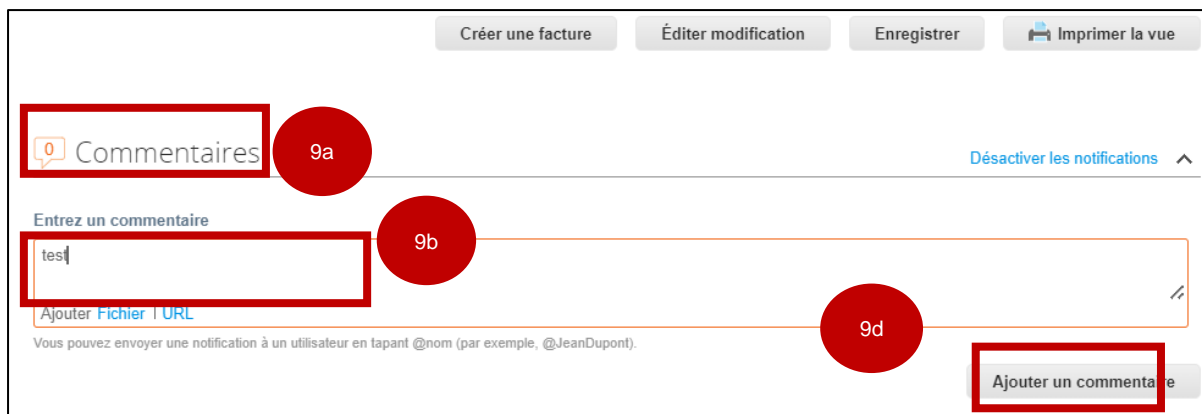 Créer une facture Éditer modification Enregistrer Imprimer la vue
0 Commentaires 9a
Désactiver les notifications
Entrez un commentaire
9b
test
Ajouter Fichier | URL
9d
Vous pouvez envoyer une notification à un utilisateur en tapant @nom (par exemple, @JeanDupont).
Ajouter un commentaire